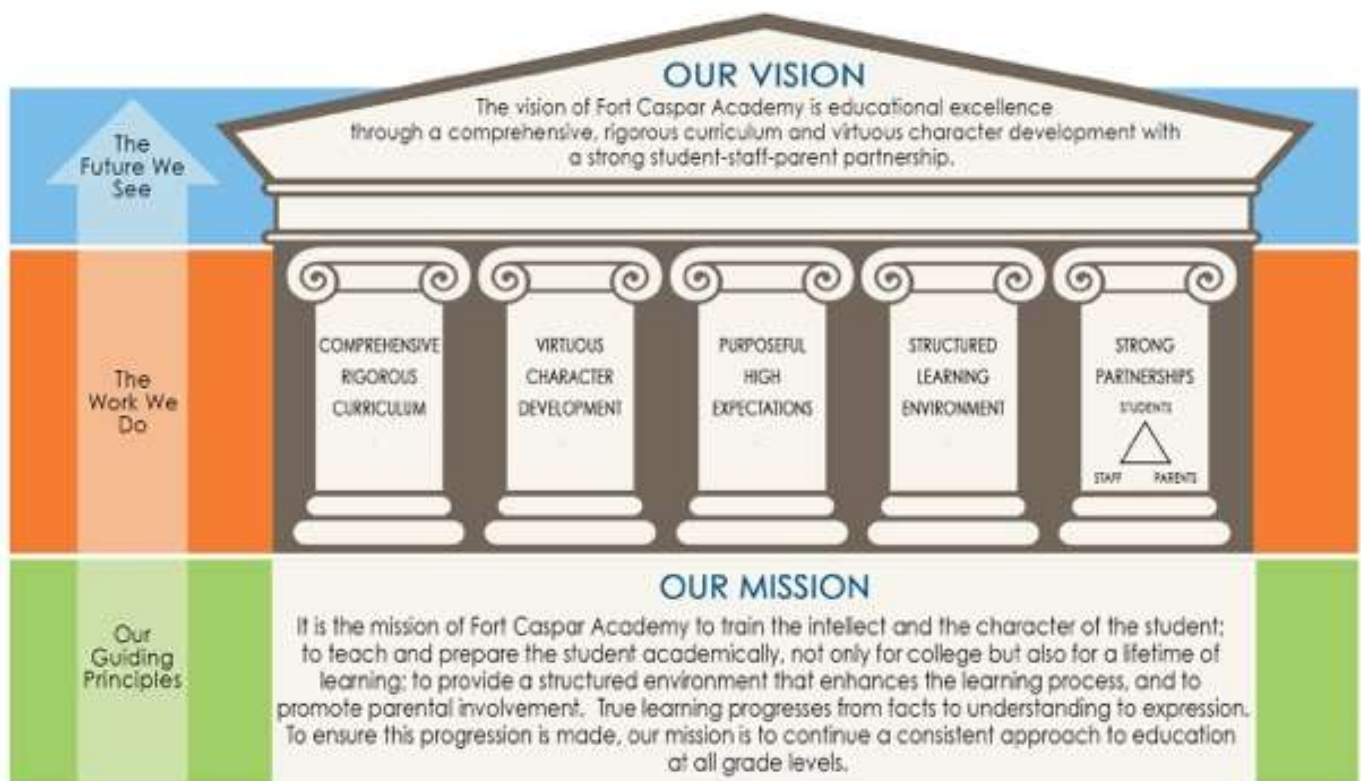 OUR VISION
The vision of Fort Caspar Academy is educational excellence
through a comprehensive, rigorous curriculum and virtuous character development with
a strong student-staff-parent partnership.
The
Future We
See
The
Work We
Do
COMPREHENSIVE
RIGOROUS
CURRICULUM
VIRTUOUS
CHARACTER
DEVELOPMENT
PURPOSEFUL
HIGH
EXPECTATIONS
STRUCTURED
LEARNING
ENVIRONMENT
STRONG
PARTNERSHIPS
STUDENTS
STAFF PARENTS
Our
Guiding
Principles
OUR MISSION
It is the mission of Fort Caspar Academy to train the intellect and the character of the student;
to teach and prepare the student academically, not only for college but also for a lifetime of
learning; to provide a structured environment that enhances the learning process, and to
promote parental involvement. True learning progresses from facts to understanding to expression.
To ensure this progression is made, our mission is to continue a consistent approach to education
at all grade levels.